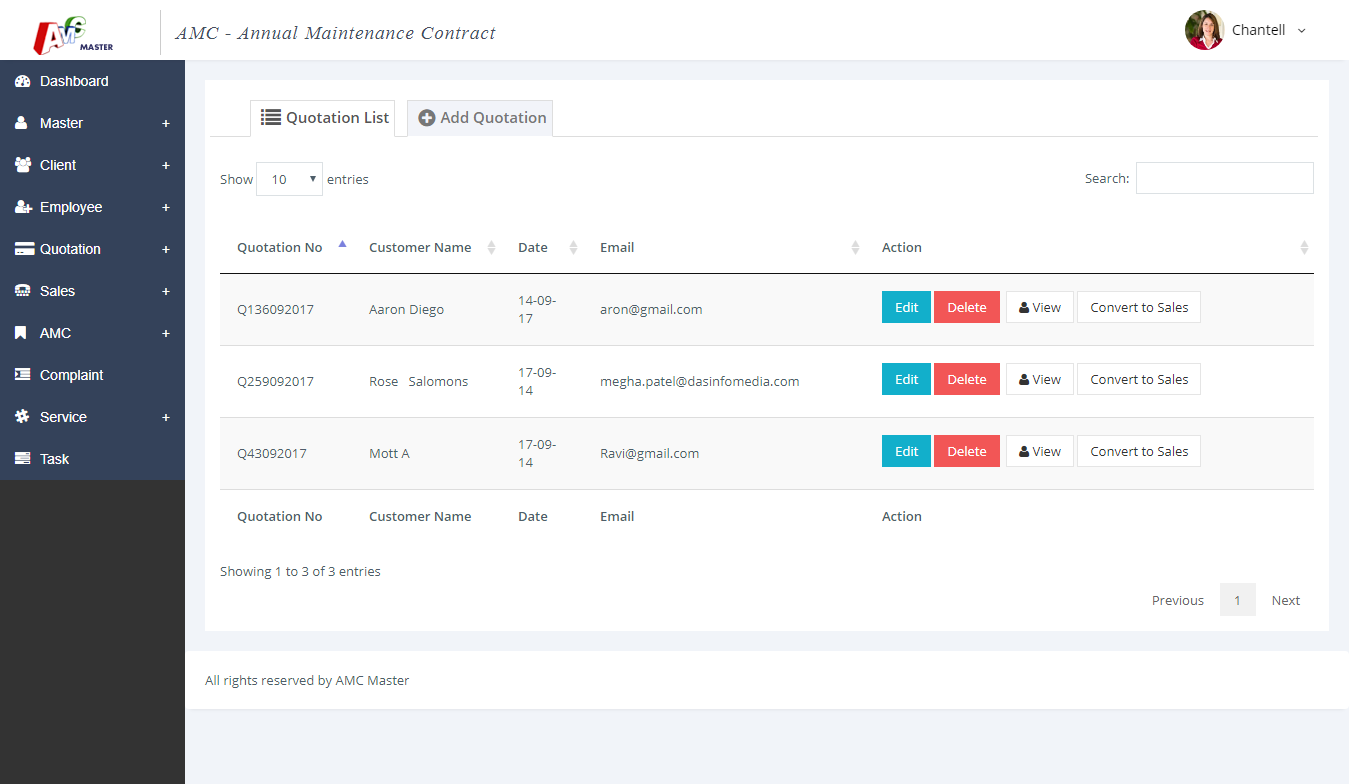 AMC MASTER
AMC - Annual Maintenance Contract
Chantell
Dashboard
Master +
Client +
Employee +
Quotation +
Sales +
AMC +
Complaint
Service +
Task
Quotation List
Add Quotation
Show 10 entries
Search:
Quotation No Customer Name Date Email Action
Q136092017 Aaron Diego 14-09-
17 aron@gmail.com Edit Delete View Convert to Sales
Q259092017 Rose Salomons 17-09-
14 megha.patel@dasinfomedia.com Edit Delete View Convert to Sales
Q43092017 Mott A 17-09-
14 Ravi@gmail.com Edit Delete View Convert to Sales
Quotation No Customer Name Date Email Action
Showing 1 to 3 of 3 entries
Previous 1 Next
All rights reserved by AMC Master